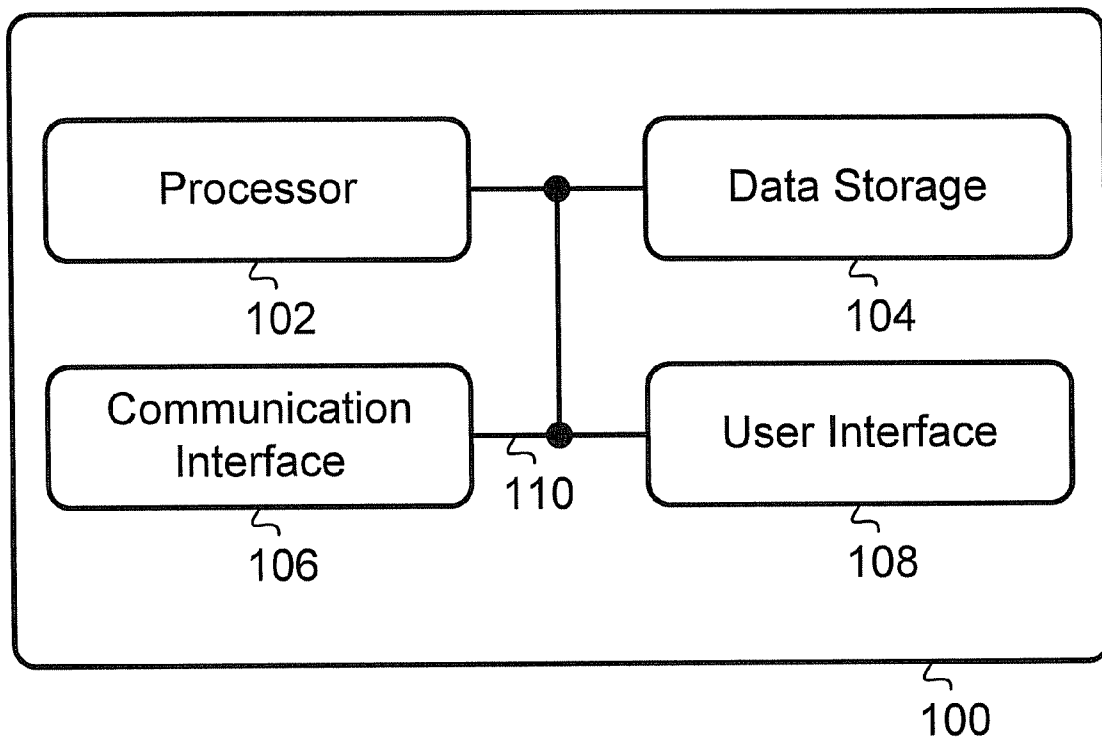 Processor
Data Storage
102
104
Communication
Interface
User Interface
110
106
108
100